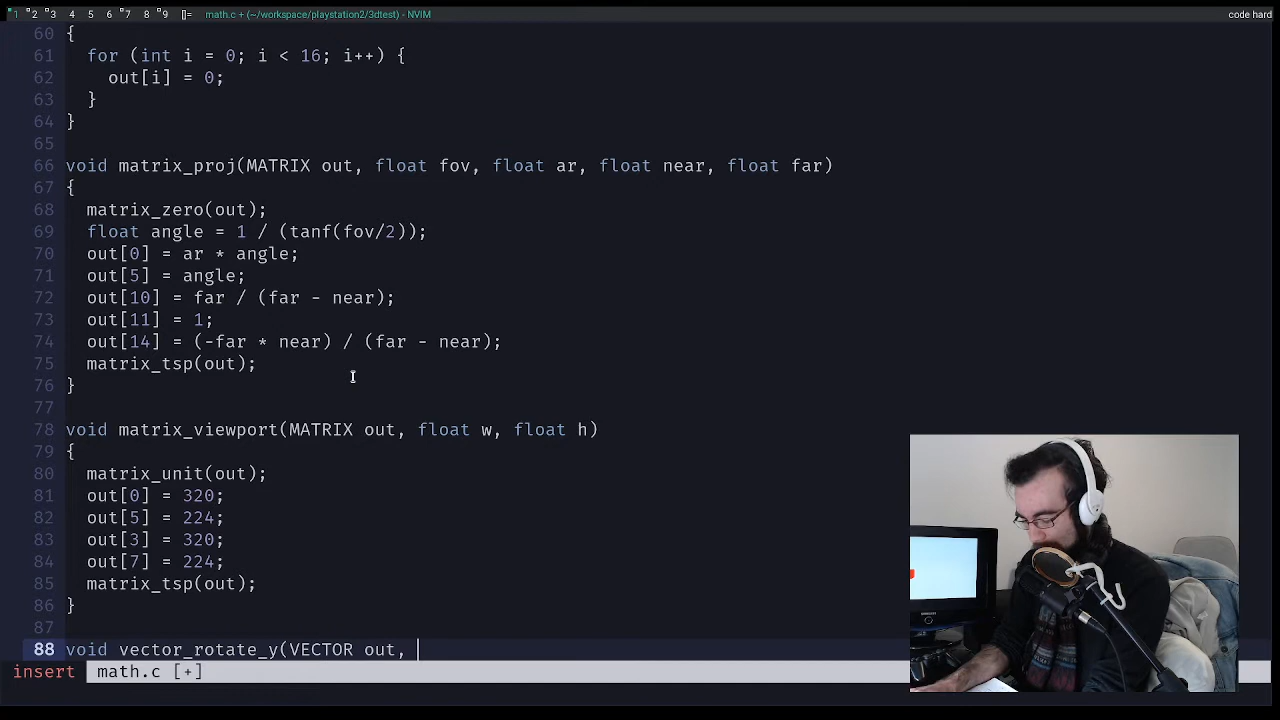 1 2 3 4 5 6 7 8 9 []= math.c + (~/workspace/playstation2/3dtest) - NVIM code hard
60 {
61 for (int i = 0; i < 16; i++) {
62 out[i] = 0;
63 }
64 }
65
66 void matrix_proj(MATRIX out, float fov, float ar, float near, float far)
67 {
68 matrix_zero(out);
69 float angle = 1 / (tanf(fov/2));
70 out[0] = ar * angle;
71 out[5] = angle;
72 out[10] = far / (far - near);
73 out[11] = 1;
74 out[14] = (-far * near) / (far - near);
75 matrix_tsp(out);
76 }
77
78 void matrix_viewport(MATRIX out, float w, float h)
79 {
80 matrix_unit(out);
81 out[0] = 320;
82 out[5] = 224;
83 out[3] = 320;
84 out[7] = 224;
85 matrix_tsp(out);
86 }
87
88 void vector_rotate_y(VECTOR out,
insert math.c [+]